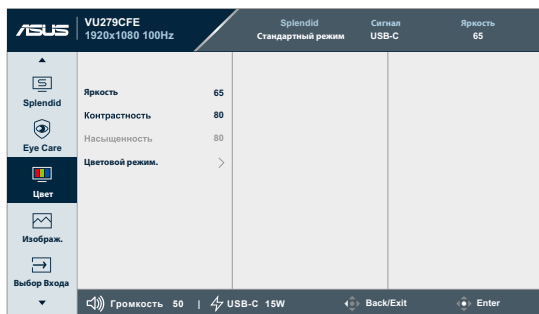 ASUS
VU279CFE
1920x1080 100Hz
Splendid
Стандартный режим
Сигнал
USB-C
Яркость
65
Splendid
Eye Care
Цвет
Изображ.
Выбор Входа
Яркость 65
Контрастность 80
Насыщенность 80
Цветовой режим.
Громкость 50 | USB-C 15W Back/Exit Enter